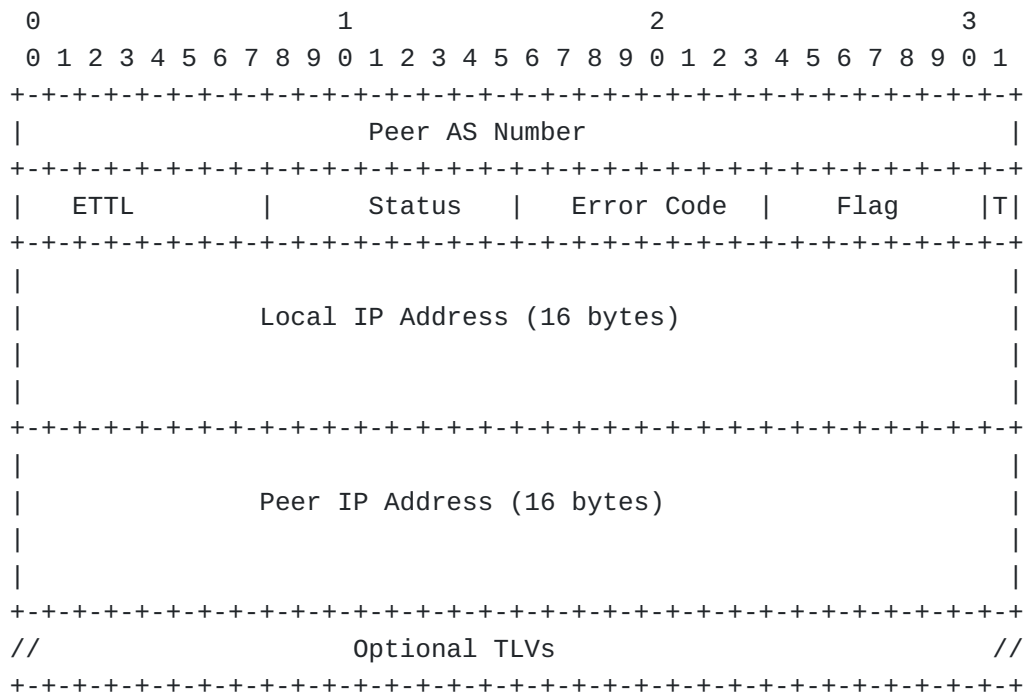 0                   1                   2                   3
 0 1 2 3 4 5 6 7 8 9 0 1 2 3 4 5 6 7 8 9 0 1 2 3 4 5 6 7 8 9 0 1
+-+-+-+-+-+-+-+-+-+-+-+-+-+-+-+-+-+-+-+-+-+-+-+-+-+-+-+-+-+-+-+-+
|                      Peer AS Number                           |
+-+-+-+-+-+-+-+-+-+-+-+-+-+-+-+-+-+-+-+-+-+-+-+-+-+-+-+-+-+-+-+-+
|   ETTL        |      Status   |   Error Code  |    Flag     |T|
+-+-+-+-+-+-+-+-+-+-+-+-+-+-+-+-+-+-+-+-+-+-+-+-+-+-+-+-+-+-+-+-+
|                                                               |
|               Local IP Address (16 bytes)                     |
|                                                               |
|                                                               |
+-+-+-+-+-+-+-+-+-+-+-+-+-+-+-+-+-+-+-+-+-+-+-+-+-+-+-+-+-+-+-+-+
|                                                               |
|               Peer IP Address (16 bytes)                      |
|                                                               |
|                                                               |
+-+-+-+-+-+-+-+-+-+-+-+-+-+-+-+-+-+-+-+-+-+-+-+-+-+-+-+-+-+-+-+-+
//                    Optional TLVs                            //
+-+-+-+-+-+-+-+-+-+-+-+-+-+-+-+-+-+-+-+-+-+-+-+-+-+-+-+-+-+-+-+-+